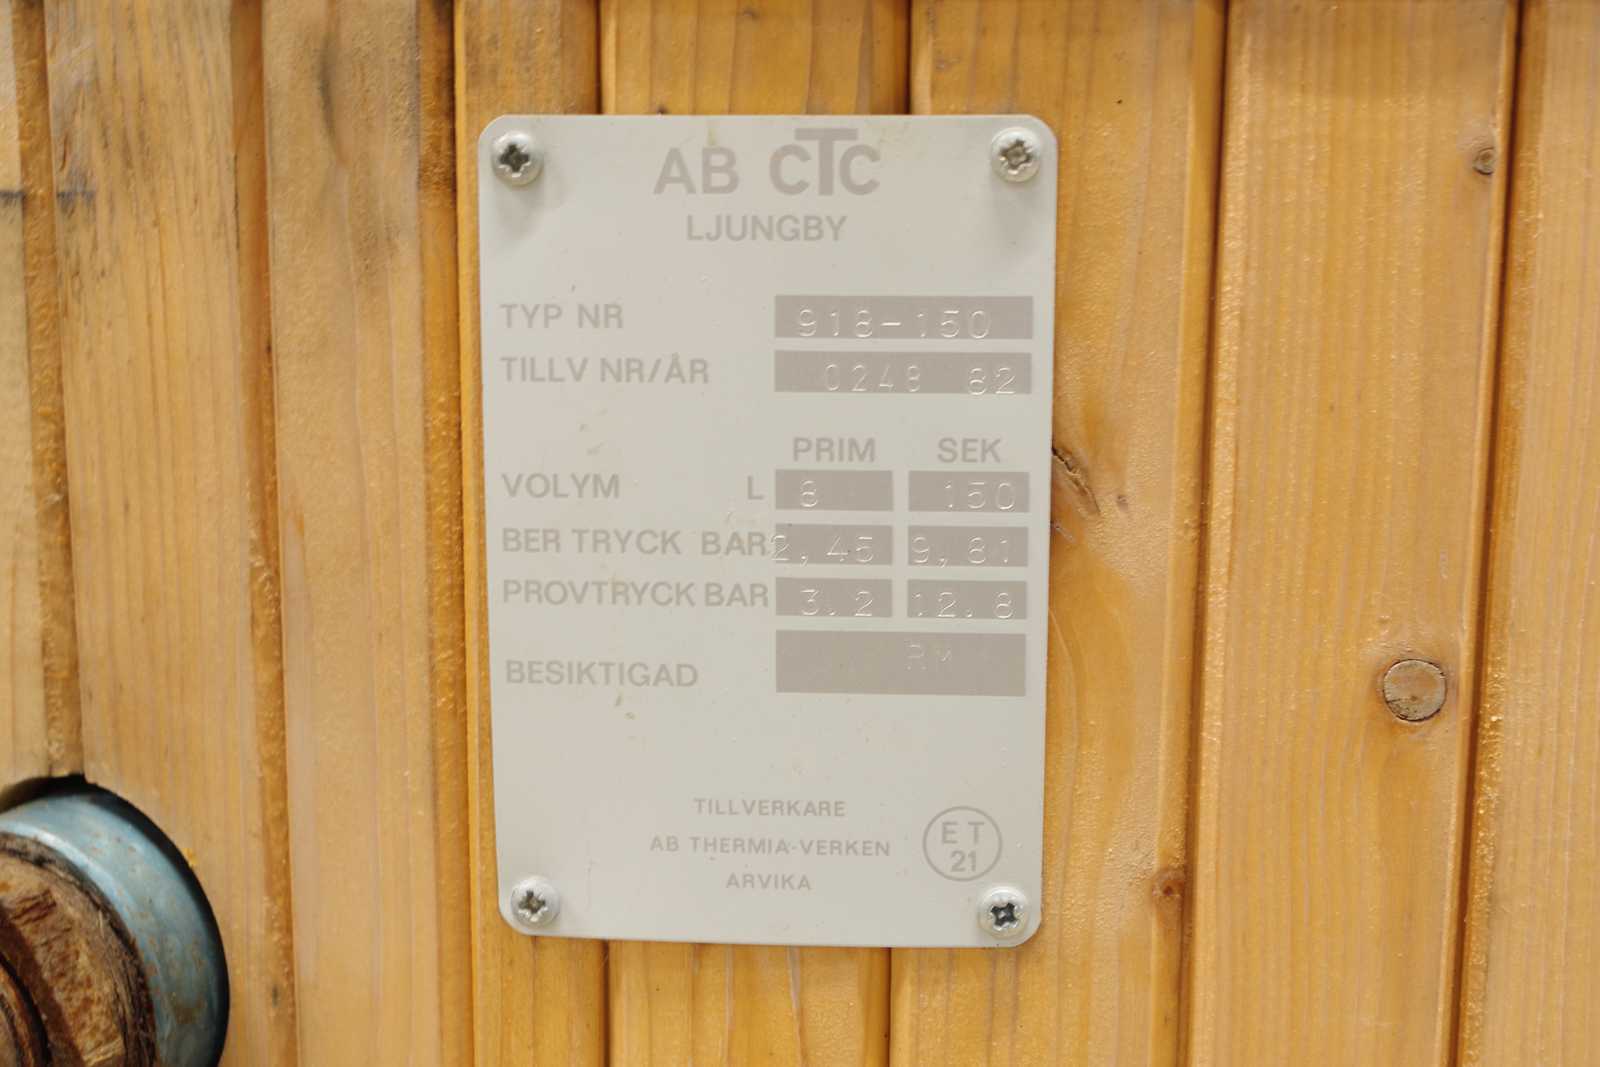 AB CTC
LJUNGBY
TYP NR 918-150
TILLV NR/ÅR 0248 82
PRIM SEK
VOLYM L 8 150
BER TRYCK BAR 2,45 9,81
PROVTRYCK BAR 3.2 12.8
BESIKTIGAD RM
TILLVERKARE
AB THERMIA-VERKEN
ARVIKA
ET
21